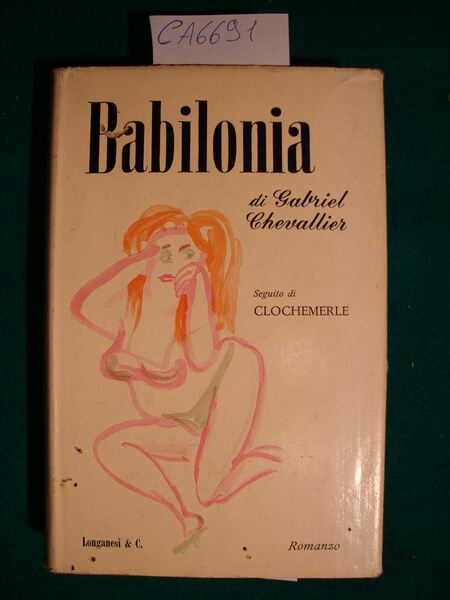 CA6691
Babilonia
di Gabriel
Chevallier
Seguito di
CLOCHEMERLE
Longanesi & C.
Romanzo